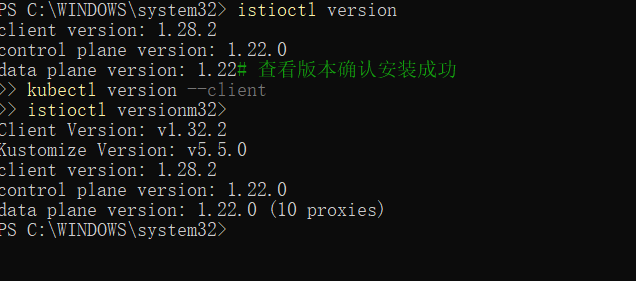 PS C:\WINDOWS\system32> istioctl version
client version: 1.28.2
control plane version: 1.22.0
data plane version: 1.22# 查看版本确认安装成功
>> kubectl version --client
>> istioctl versionm32>
Client Version: v1.32.2
Kustomize Version: v5.5.0
client version: 1.28.2
control plane version: 1.22.0
data plane version: 1.22.0 (10 proxies)
PS C:\WINDOWS\system32>